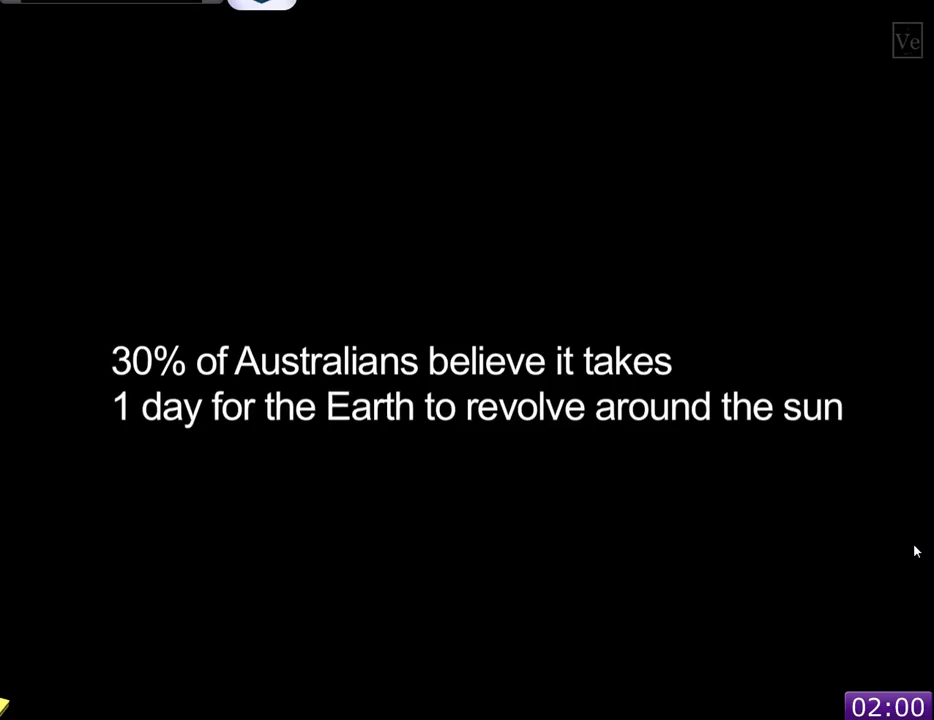 Ve
30% of Australians believe it takes
1 day for the Earth to revolve around the sun
02:00